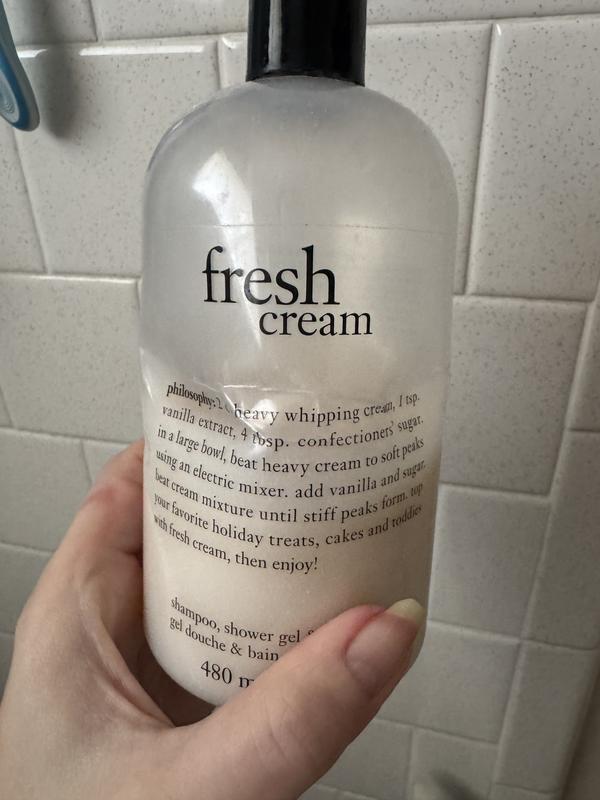 fresh
cream
philosophy: heavy whipping cream, 1 tsp.
vanilla extract, 4 tbsp. confectioners' sugar.
in a large bowl, beat heavy cream to soft peaks
using an electric mixer. add vanilla and sugar.
beat cream mixture until stiff peaks form. top
your favorite holiday treats, cakes and toddies
with fresh cream, then enjoy!
shampoo, shower gel
gel douche & bain
480